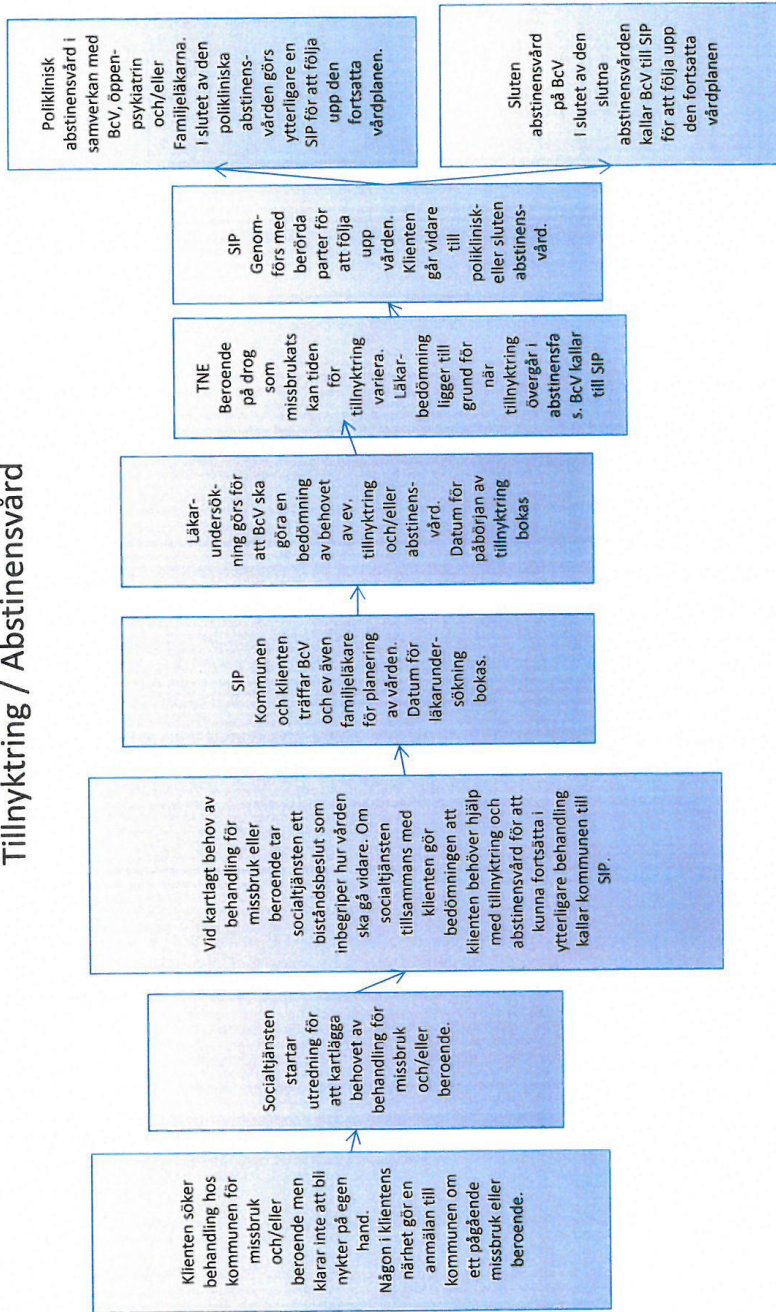 Tillnyktring / Abstinensvård
Klienten söker
behandling hos
kommunen för
missbruk
och/eller
beroende men
klarar inte att bli
nykter på egen
hand.
Någon i klientens
närhet gör en
anmälan till
kommunen om
ett pågående
missbruk eller
beroende.
Socialtjänsten
startar
utredning för
att kartlägga
behovet av
behandling för
missbruk
och/eller
beroende.
Vid kartlagt behov av
behandling för
missbruk eller
beroende tar
socialtjänsten ett
biståndsbeslut som
inbegriper hur vården
ska gå vidare. Om
socialtjänsten
tillsammans med
klienten gör
bedömningen att
klienten behöver hjälp
med tillnyktring och
abstinensvård för att
kunna fortsätta i
ytterligare behandling
kallar kommunen till
SIP.
SIP
Kommunen
och klienten
träffar BcV
och ev även
familjeläkare
för planering
av vården.
Datum för
läkarunder-
sökning
bokas.
Läkar-
undersök-
ning görs för
att BcV ska
göra en
bedömning
av behovet
av ev.
tillnyktring
och/eller
abstinens-
vård.
Datum för
påbörjan av
tillnyktring
bokas
TNE
Beroende
på drog
som
missbrukats
kan tiden
för
tillnyktring
variera.
Läkar-
bedömning
ligger till
grund för
när
tillnyktring
övergår i
abstinensfa
s. BcV kallar
till SIP
SIP
Genom-
förs med
berörda
parter för
att följa
upp
vården.
Klienten
går vidare
till
poliklinisk-
eller sluten
abstinens-
vård.
Poliklinisk
abstinensvård i
samverkan med
BcV, öppen-
psykiatrin
och/eller
Familjeläkarna.
I slutet av den
polikliniska
abstinens-
vården görs
ytterligare en
SIP för att följa
upp den
fortsatta
vårdplanen.
Sluten
abstinensvård
på BcV
I slutet av den
slutna
abstinensvården
kallar BcV till SIP
för att följa upp
den fortsatta
vårdplanen